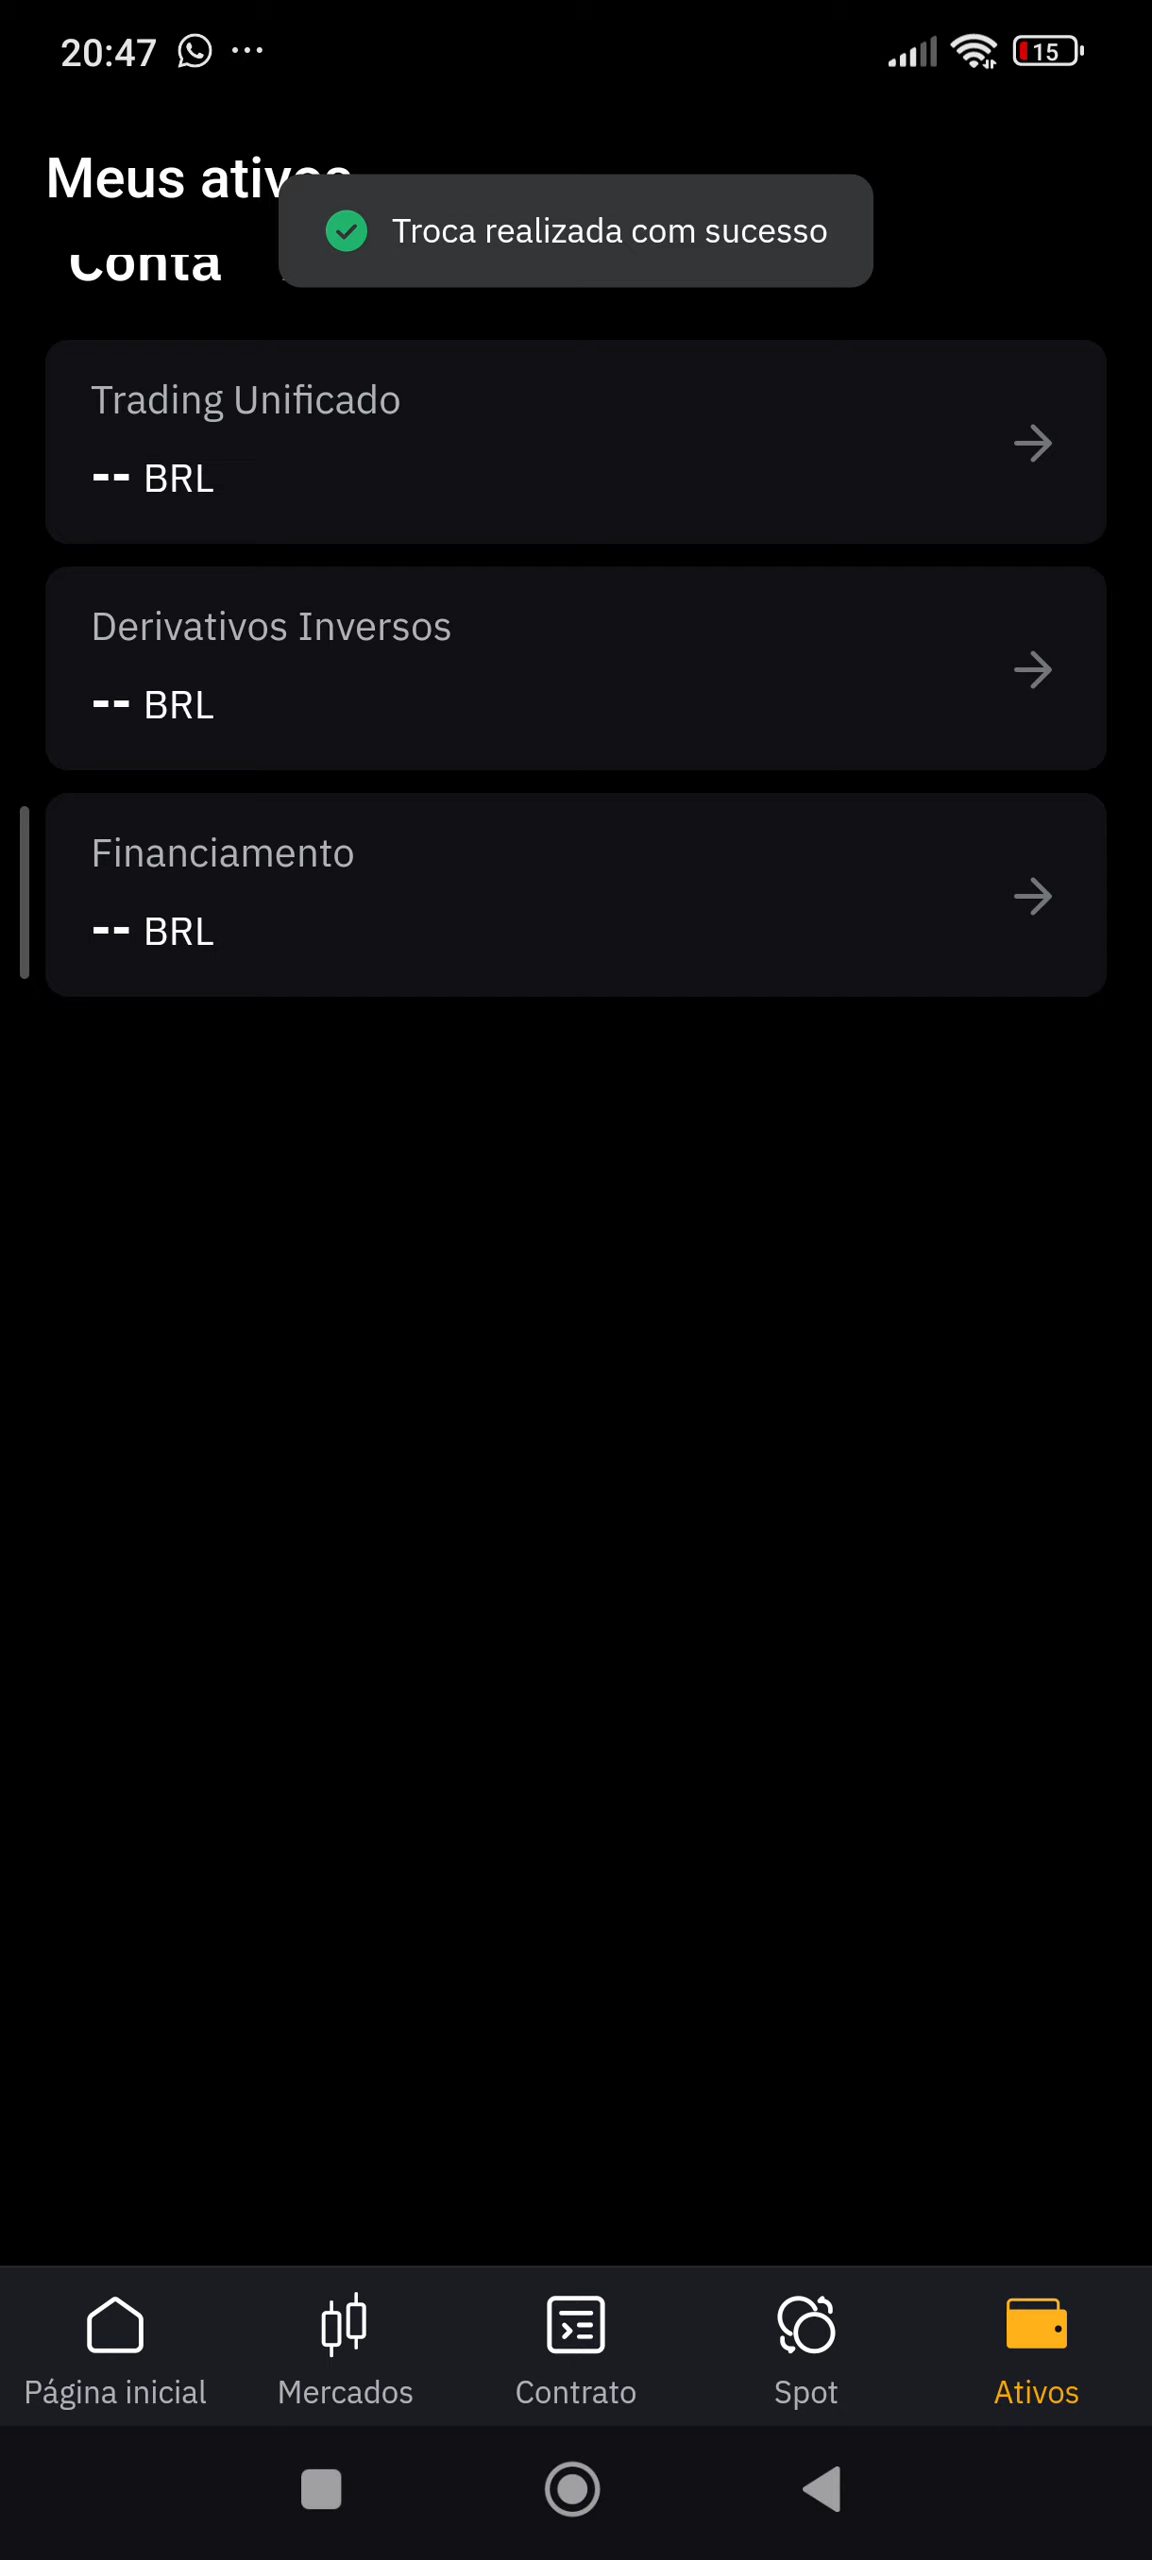 20:47
15
Meus ativos
Troca realizada com sucesso
Conta
Trading Unificado
-- BRL
Derivativos Inversos
-- BRL
Financiamento
-- BRL
Página inicial
Mercados
Contrato
Spot
Ativos